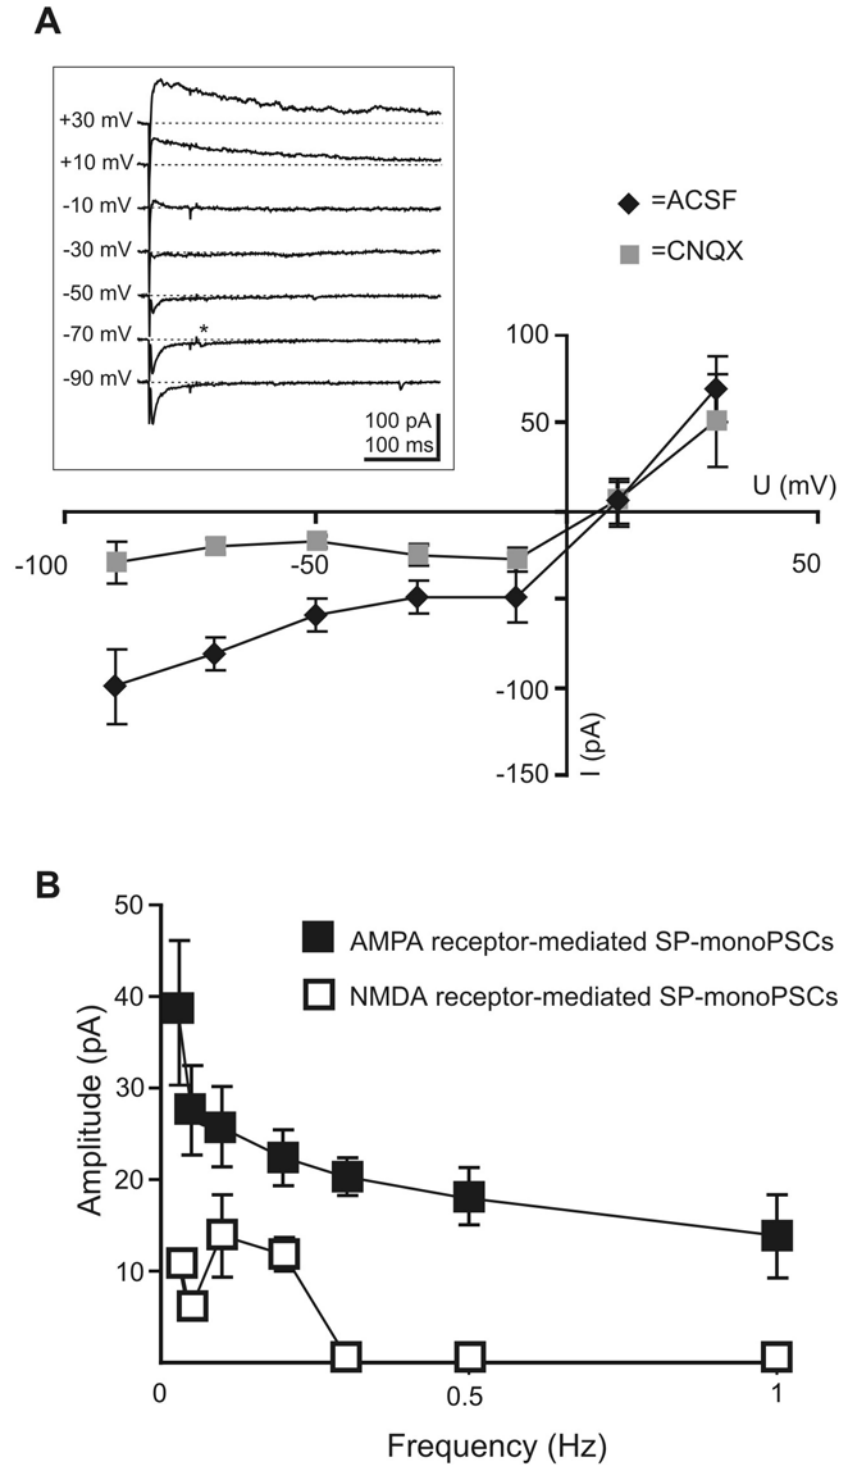 A
+30 mV
+10 mV
-10 mV
-30 mV
-50 mV
-70 mV
*
-90 mV
100 pA
100 ms
=ACSF
=CNQX
100
50
U (mV)
-100
-50
50
-100
-150
I (pA)
B
50
40
30
20
10
Amplitude (pA)
AMPA receptor-mediated SP-monoPSCs
NMDA receptor-mediated SP-monoPSCs
0
0.5
1
Frequency (Hz)